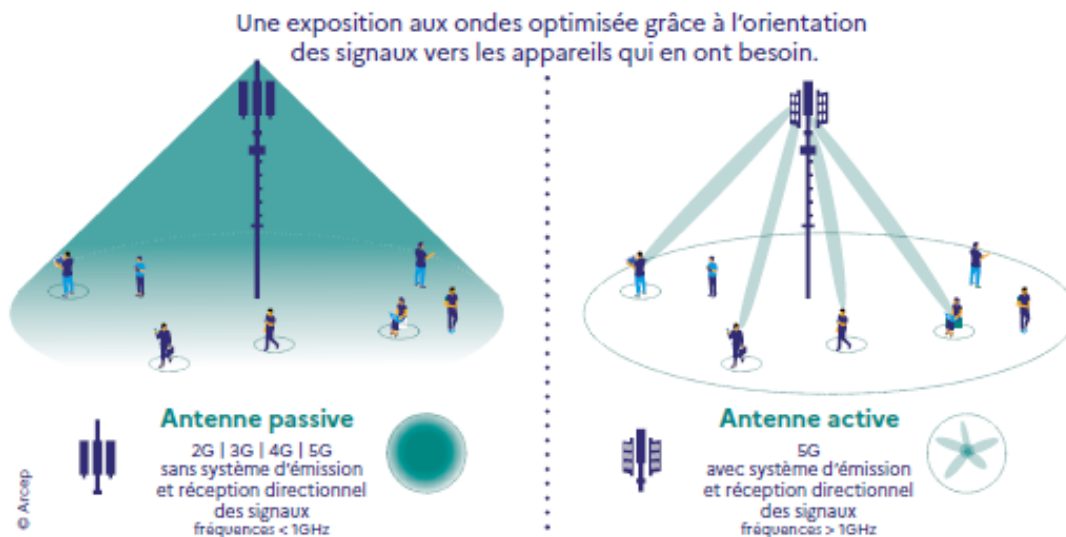 Une exposition aux ondes optimisée grâce à l'orientation
des signaux vers les appareils qui en ont besoin.
Antenne passive
2G | 3G | 4G | 5G
sans système d'émission
et réception directionnel
des signaux
fréquences < 1GHz
Antenne active
5G
avec système d'émission
et réception directionnel
des signaux
fréquences > 1GHz
© Arcep